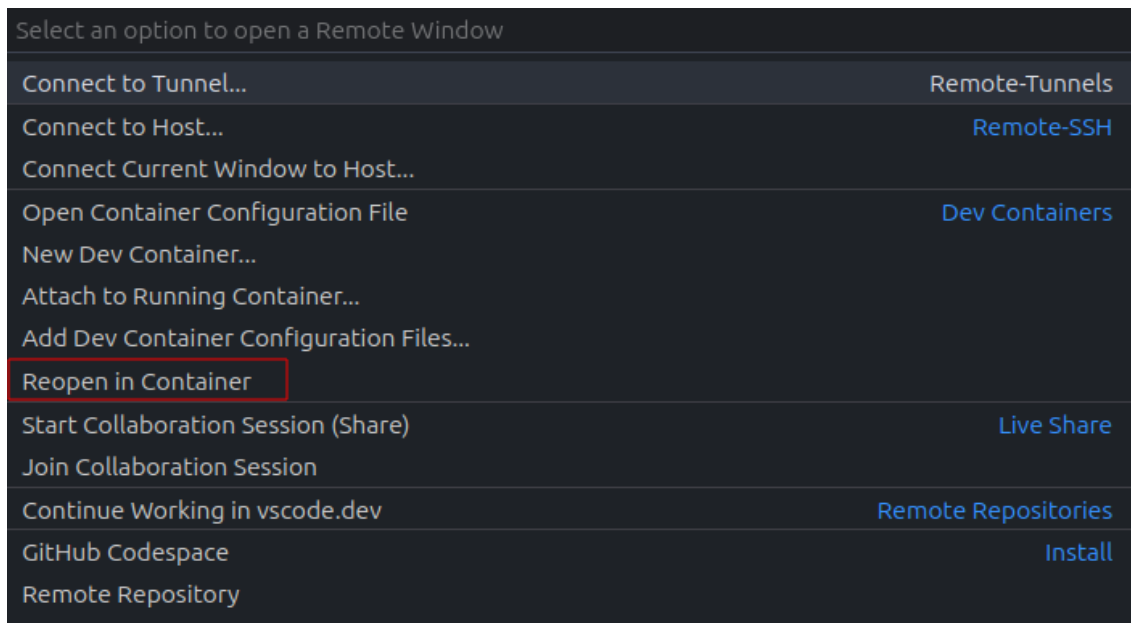 Select an option to open a Remote Window
Connect to Tunnel... Remote-Tunnels
Connect to Host... Remote-SSH
Connect Current Window to Host...
Open Container Configuration File Dev Containers
New Dev Container...
Attach to Running Container...
Add Dev Container Configuration Files...
Reopen in Container
Start Collaboration Session (Share) Live Share
Join Collaboration Session
Continue Working in vscode.dev Remote Repositories
GitHub Codespace Install
Remote Repository